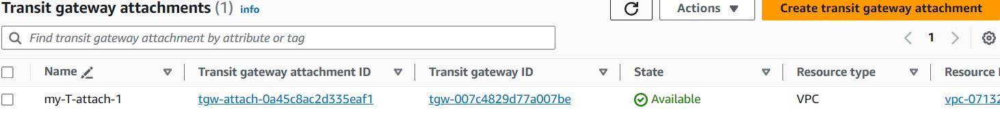 Transit gateway attachments (1) info
Actions
Create transit gateway attachment
Find transit gateway attachment by attribute or tag
1
Name Transit gateway attachment ID Transit gateway ID State Resource type Resource
my-T-attach-1 tgw-attach-0a45c8ac2d335eaf1 tgw-007c4829d77a007be Available VPC vpc-07132